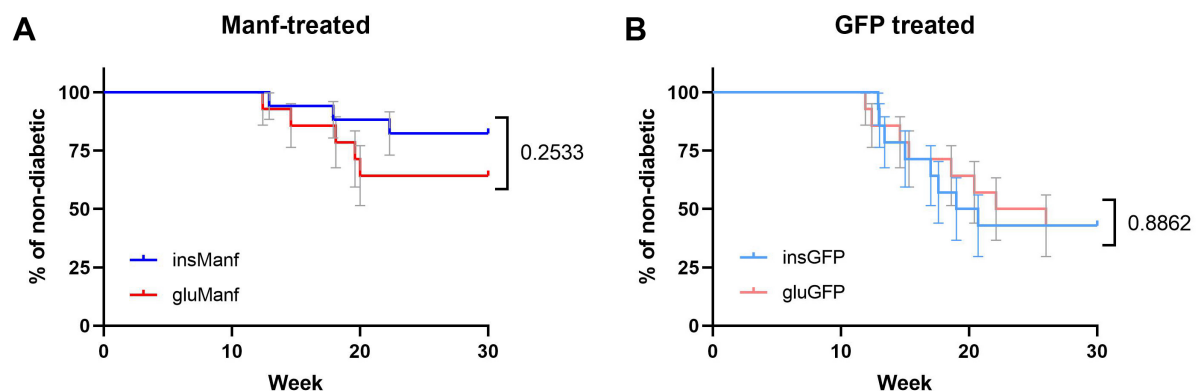 A
Manf-treated
% of non-diabetic
100
75
50
25
0
0.2533
insManf
gluManf
0 10 20 30
Week
B
GFP treated
% of non-diabetic
100
75
50
25
0
0.8862
insGFP
gluGFP
0 10 20 30
Week